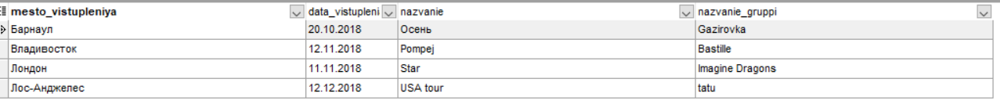 mesto_vistupleniya data_vistupleni nazvanie nazvanie_gruppi
Барнаул 20.10.2018 Осень Gazirovka
Владивосток 12.11.2018 Pompej Bastille
Лондон 11.11.2018 Star Imagine Dragons
Лос-Анджелес 12.12.2018 USA tour tatu